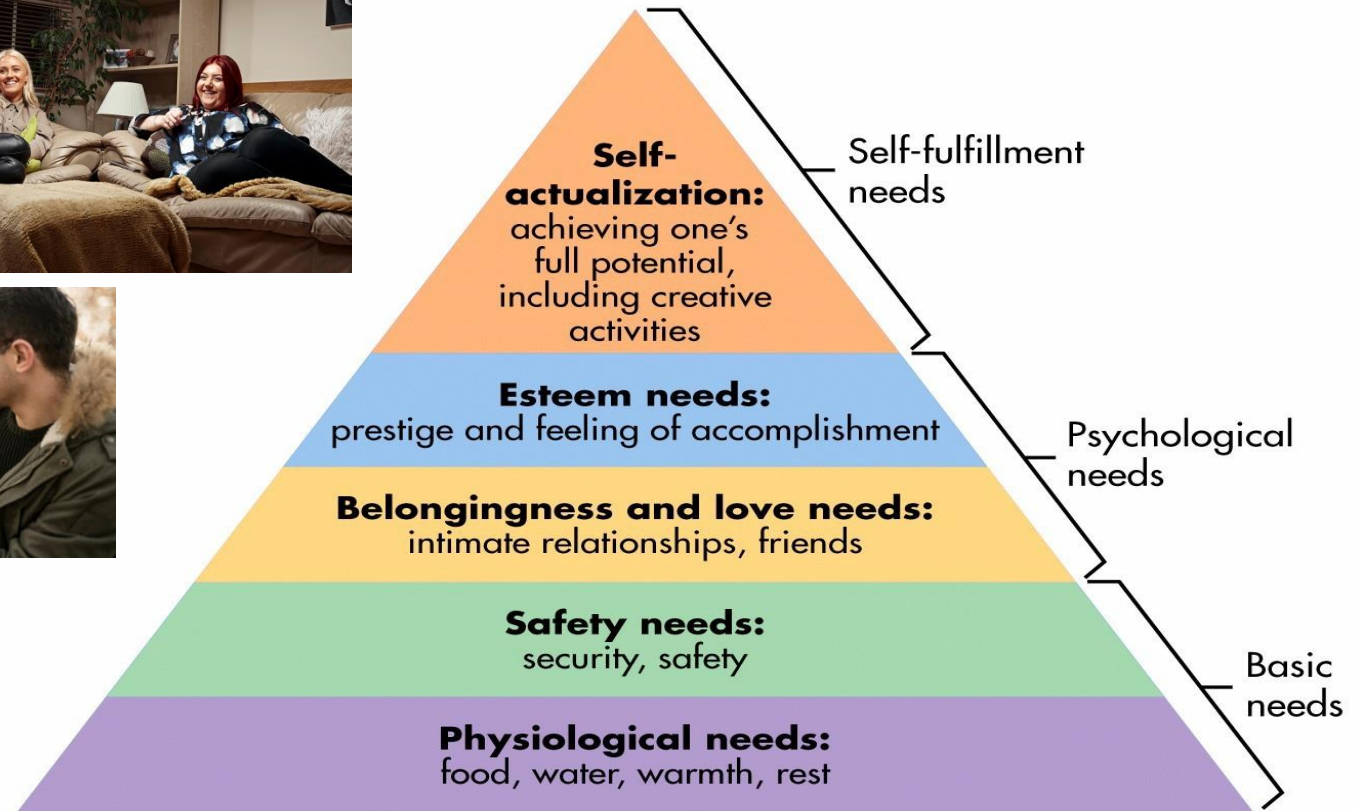 Self-
actualization:
achieving one's
full potential,
including creative
activities
Self-fulfillment
needs
Esteem needs:
prestige and feeling of accomplishment
Psychological
needs
Belongingness and love needs:
intimate relationships, friends
Safety needs:
security, safety
Basic
needs
Physiological needs:
food, water, warmth, rest